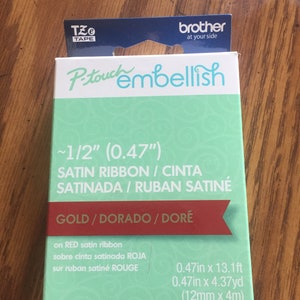 TZe
TAPE
brother
at your side
P-touch
embellish
~1/2" (0.47")
SATIN RIBBON / CINTA
SATINADA / RUBAN SATINÉ
GOLD / DORADO / DORÉ
on RED satin ribbon
sobre cinta satinada ROJA
sur ruban satiné ROUGE
0.47in x 13.1ft
0.47in x 4.37yd
(12mm x 4m)